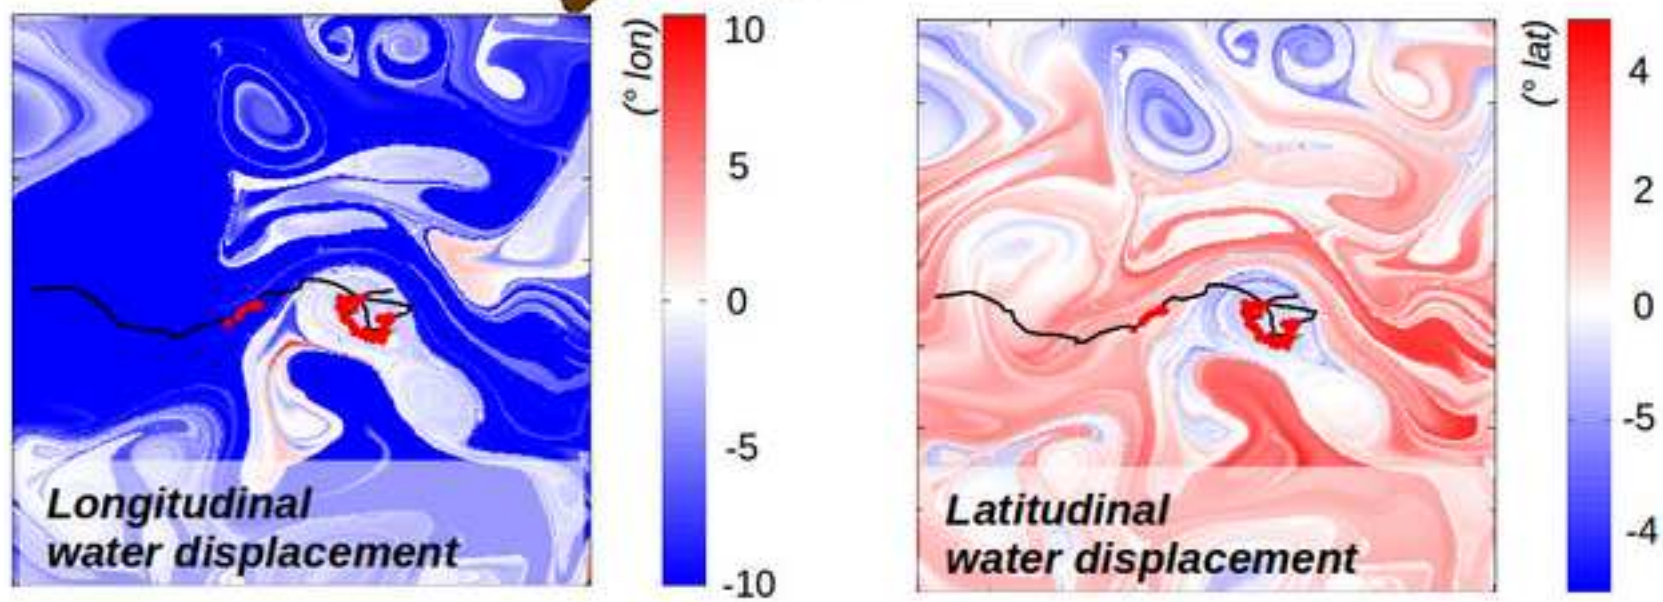 (° lon)
10
5
0
-5
-10
Longitudinal
water displacement
(° lat)
4
2
0
-5
-4
Latitudinal
water displacement